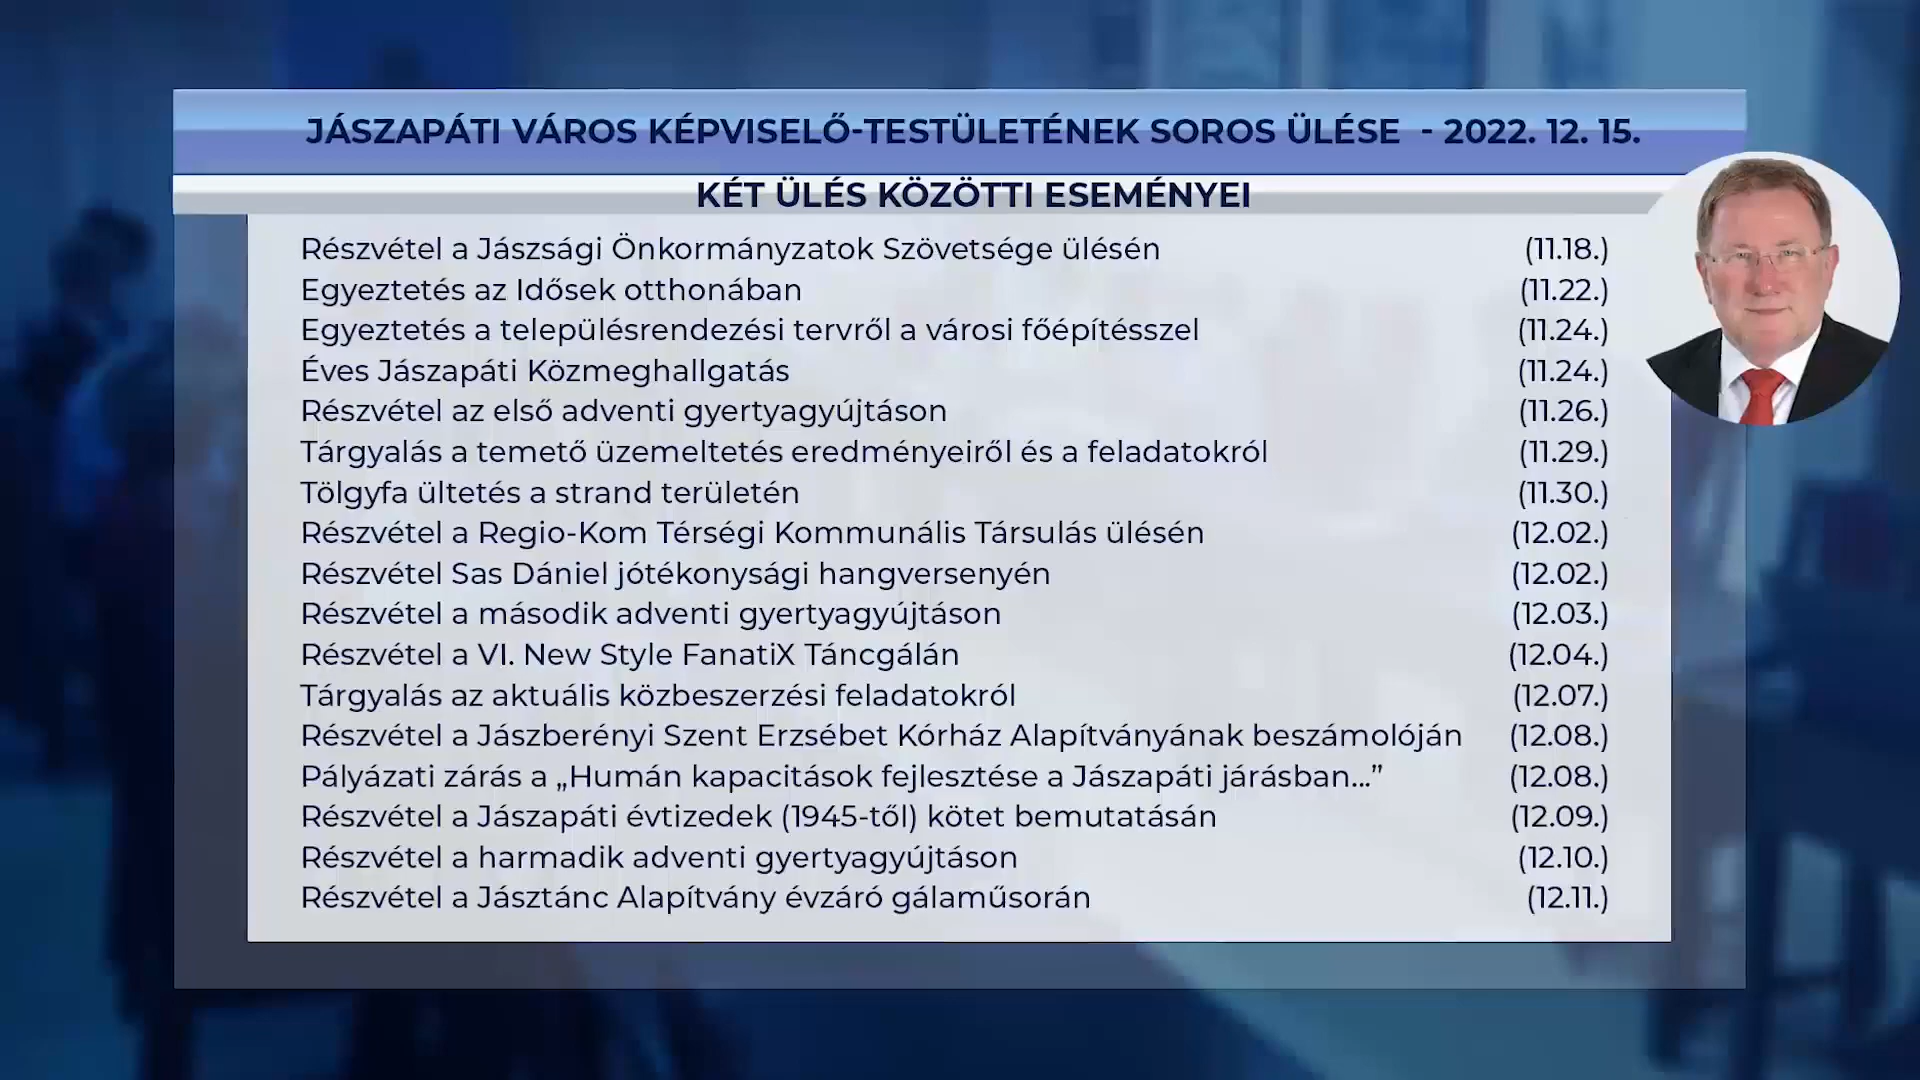 JÁSZAPÁTI VÁROS KÉPVISELŐ-TESTÜLETÉNEK SOROS ÜLÉSE - 2022. 12. 15.
KÉT ÜLÉS KÖZÖTTI ESEMÉNYEI
Részvétel a Jászsági Önkormányzatok Szövetsége ülésén (11.18.)
Egyeztetés az Idősek otthonában (11.22.)
Egyeztetés a településrendezési tervről a városi főépítésszel (11.24.)
Éves Jászapáti Közmeghallgatás (11.24.)
Részvétel az első adventi gyertyagyújtáson (11.26.)
Tárgyalás a temető üzemeltetés eredményeiről és a feladatokról (11.29.)
Tölgyfa ültetés a strand területén (11.30.)
Részvétel a Regio-Kom Térségi Kommunális Társulás ülésén (12.02.)
Részvétel Sas Dániel jótékonysági hangversenyén (12.02.)
Részvétel a második adventi gyertyagyújtáson (12.03.)
Részvétel a VI. New Style FanatiX Táncgálán (12.04.)
Tárgyalás az aktuális közbeszerzési feladatokról (12.07.)
Részvétel a Jászberényi Szent Erzsébet Kórház Alapítványának beszámolóján (12.08.)
Pályázati zárás a „Humán kapacitások fejlesztése a Jászapáti járásban...” (12.08.)
Részvétel a Jászapáti évtizedek (1945-től) kötet bemutatásán (12.09.)
Részvétel a harmadik adventi gyertyagyújtáson (12.10.)
Részvétel a Jásztánc Alapítvány évzáró gálaműsorán (12.11.)